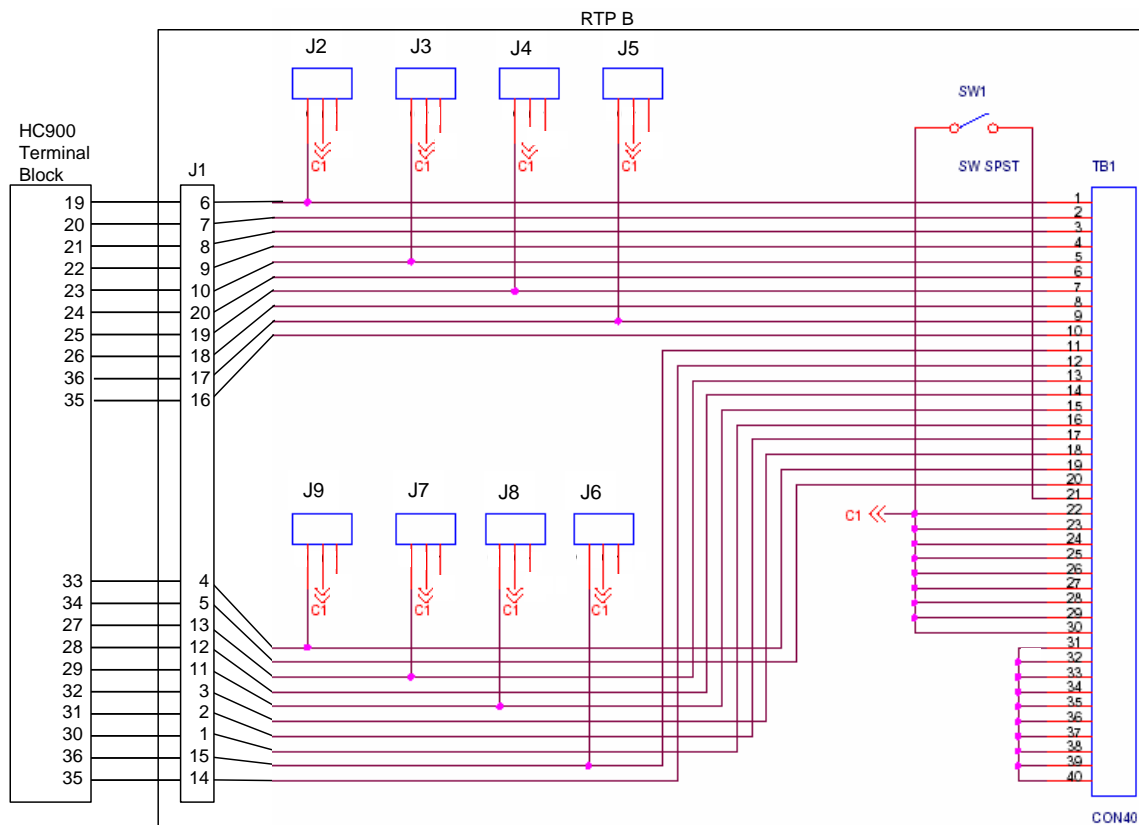 RTP B
J2 J3 J4 J5
SW1
HC900
Terminal
Block
J1
C1 C1 C1 C1
SW SPST
TB1
19 6 1
20 7 2
21 8 3
22 9 4
23 10 5
24 20 6
25 19 7
26 18 8
36 17 9
35 16 10
11
12
13
14
15
16
17
18
19
20
21
J9 J7 J8 J6
C1 22
23
24
25
26
27
28
29
30
C1 C1 C1 C1
33 4
34 5
27 13
28 12
29 11
32 3
31 2
30 1
36 15
35 14
31
32
33
34
35
36
37
38
39
40
CON40